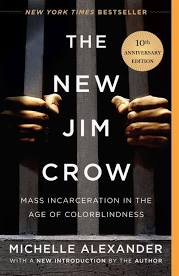 NEW YORK TIMES BESTSELLER
THE
NEW
JIM
CROW
10th
ANNIVERSARY
EDITION
MASS INCARCERATION IN THE
AGE OF COLORBLINDNESS
MICHELLE ALEXANDER
WITH A NEW INTRODUCTION BY THE AUTHOR